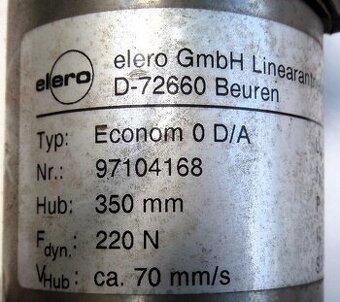 elero
elero GmbH
D-72660 Beuren
Typ: Econom 0 D/A
Nr.: 97104168
Hub: 350 mm
Fdyn.: 220 N
VHub: ca. 70 mm/s